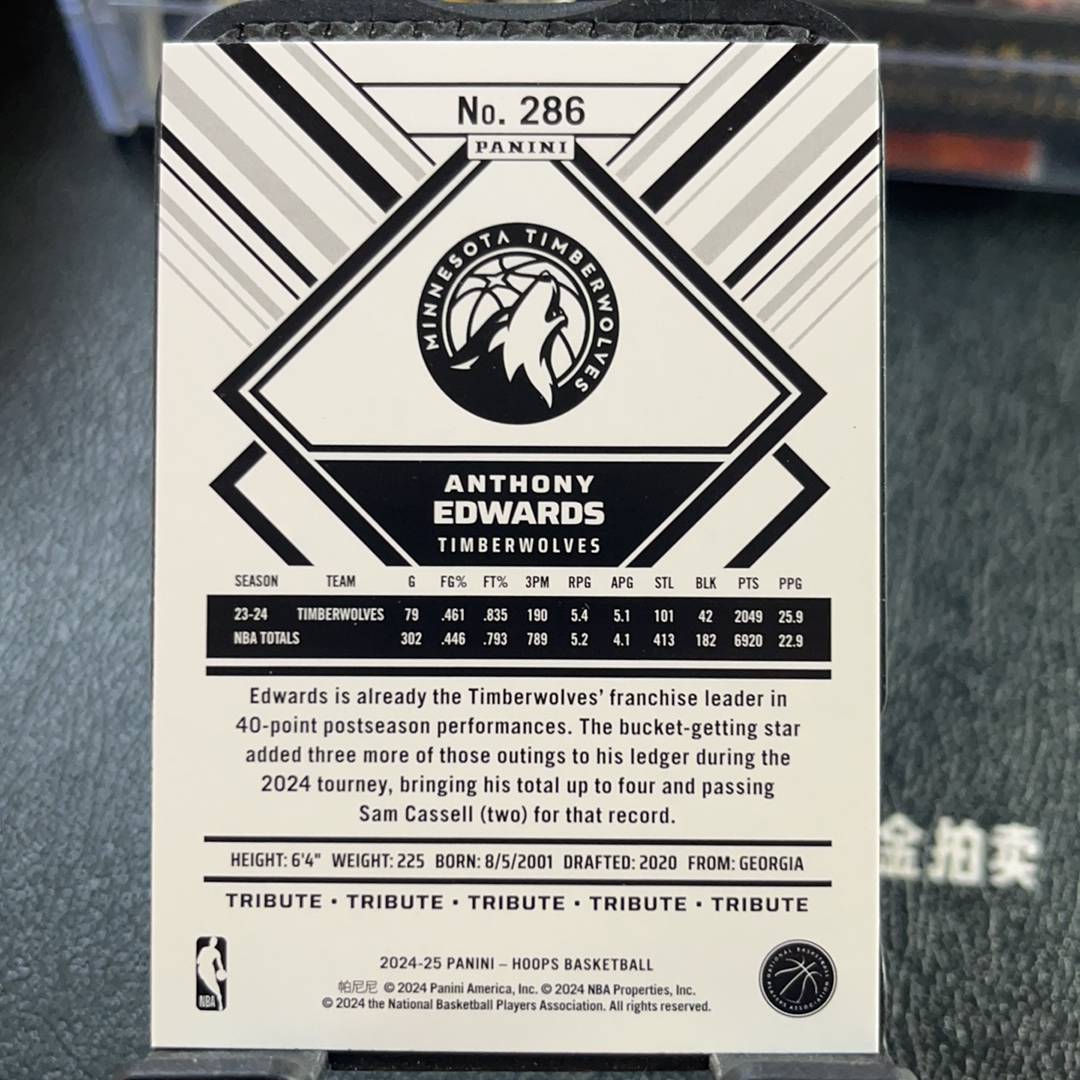 No. 286
PANINI
MINNESOTA TIMBERWOLVES
ANTHONY
EDWARDS
TIMBERWOLVES
SEASON TEAM G FG% FT% 3PM RPG APG STL BLK PTS PPG
23-24 TIMBERWOLVES 79 .461 .835 190 5.4 5.1 101 42 2049 25.9
NBA TOTALS 302 .446 .793 789 5.2 4.1 413 182 6920 22.9
Edwards is already the Timberwolves' franchise leader in
40-point postseason performances. The bucket-getting star
added three more of those outings to his ledger during the
2024 tourney, bringing his total up to four and passing
Sam Cassell (two) for that record.
HEIGHT: 6'4" WEIGHT: 225 BORN: 8/5/2001 DRAFTED: 2020 FROM: GEORGIA
TRIBUTE • TRIBUTE • TRIBUTE • TRIBUTE • TRIBUTE
NBA
2024-25 PANINI – HOOPS BASKETBALL
帕尼尼 © 2024 Panini America, Inc. © 2024 NBA Properties, Inc.
© 2024 the National Basketball Players Association. All rights reserved.
NATIONAL BASKETBALL PLAYERS ASSOCIATION
金拍卖